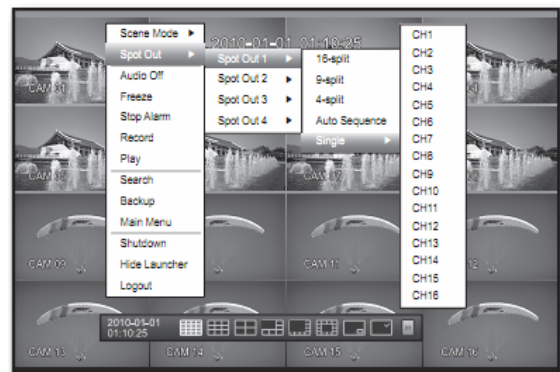 2010-01-01 01:10:25
Scene Mode
Spot Out
Audio Off
Freeze
Stop Alarm
Record
Play
Search
Backup
Main Menu
Shutdown
Hide Launcher
Logout
Spot Out 1
Spot Out 2
Spot Out 3
Spot Out 4
16-split
9-split
4-split
Auto Sequence
Single
CH1
CH2
CH3
CH4
CH5
CH6
CH7
CH8
CH9
CH10
CH11
CH12
CH13
CH14
CH15
CH16
CAM 01
CAM 09
CAM 11
12
2010-01-01
01:10:25
CAM 13
CAM 14
CAM 15
CAM 16